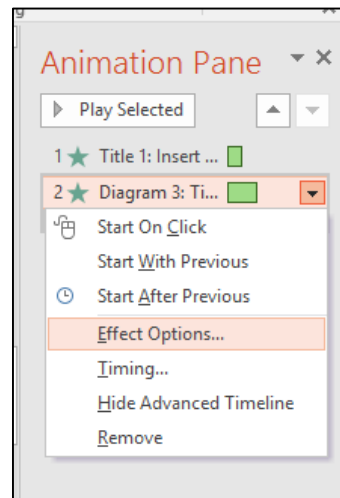 Animation Pane
Play Selected
1 Title 1: Insert ...
2 Diagram 3: Ti...
Start On Click
Start With Previous
Start After Previous
Effect Options...
Timing...
Hide Advanced Timeline
Remove